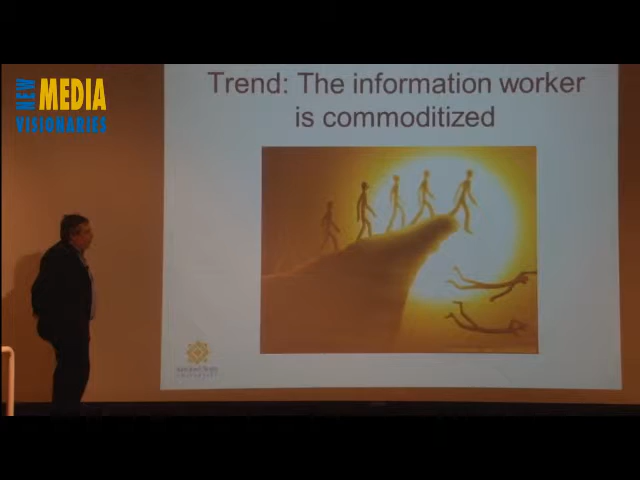 NEW
MEDIA
VISIONARIES
Trend: The information worker
is commoditized